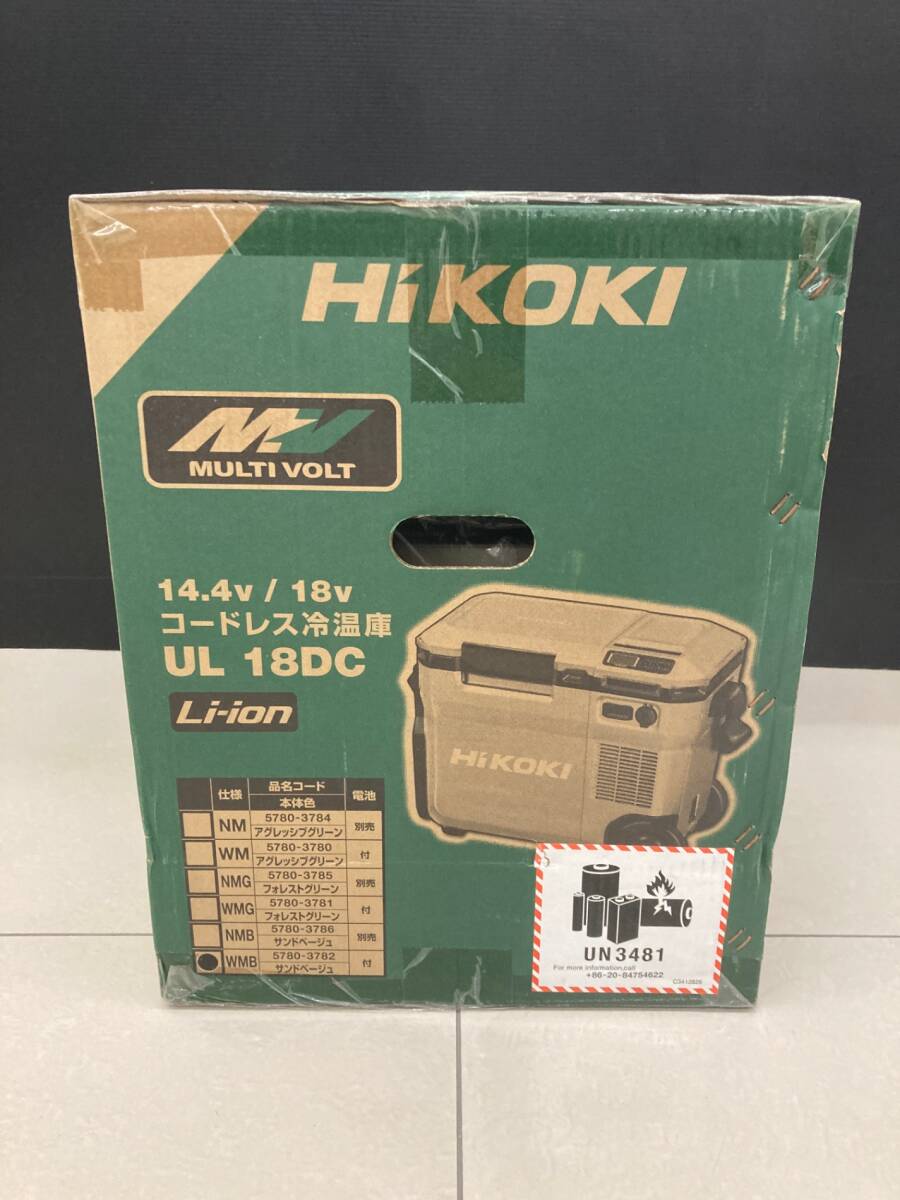 HiKOKI
MV
MULTI VOLT
14.4v / 18v
コードレス冷温庫
UL 18DC
Li-ion
HiKOKI
仕様 品名コード 本体色 電池
NM 5780-3784 アグレッシブグリーン 別売
WM 5780-3780 アグレッシブグリーン 付
NMG 5780-3785 フォレストグリーン 別売
WMG 5780-3781 フォレストグリーン 付
NMB 5780-3786 サンドベージュ 別売
WMB 5780-3782 サンドベージュ 付
UN3481
For more information,call
+86-20-84754622